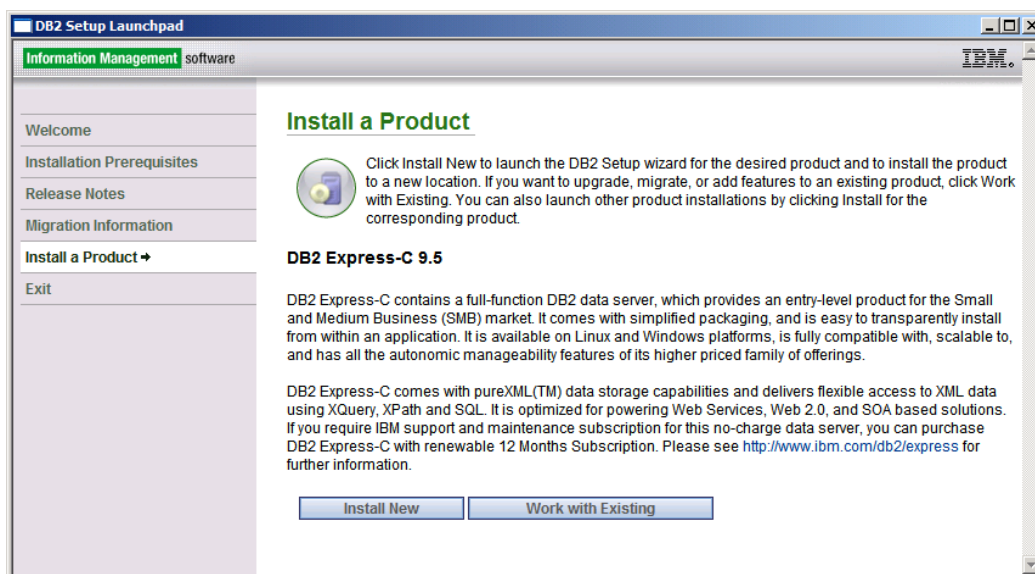 DB2 Setup Launchpad
Information Management software
IBM.
Welcome
Installation Prerequisites
Release Notes
Migration Information
Install a Product
Exit
Install a Product
Click Install New to launch the DB2 Setup wizard for the desired product and to install the product
to a new location. If you want to upgrade, migrate, or add features to an existing product, click Work
with Existing. You can also launch other product installations by clicking Install for the
corresponding product.
DB2 Express-C 9.5
DB2 Express-C contains a full-function DB2 data server, which provides an entry-level product for the Small
and Medium Business (SMB) market. It comes with simplified packaging, and is easy to transparently install
from within an application. It is available on Linux and Windows platforms, is fully compatible with, scalable to,
and has all the autonomic manageability features of its higher priced family of offerings.
DB2 Express-C comes with pureXML(TM) data storage capabilities and delivers flexible access to XML data
using XQuery, XPath and SQL. It is optimized for powering Web Services, Web 2.0, and SOA based solutions.
If you require IBM support and maintenance subscription for this no-charge data server, you can purchase
DB2 Express-C with renewable 12 Months Subscription. Please see http://www.ibm.com/db2/express for
further information.
Install New
Work with Existing